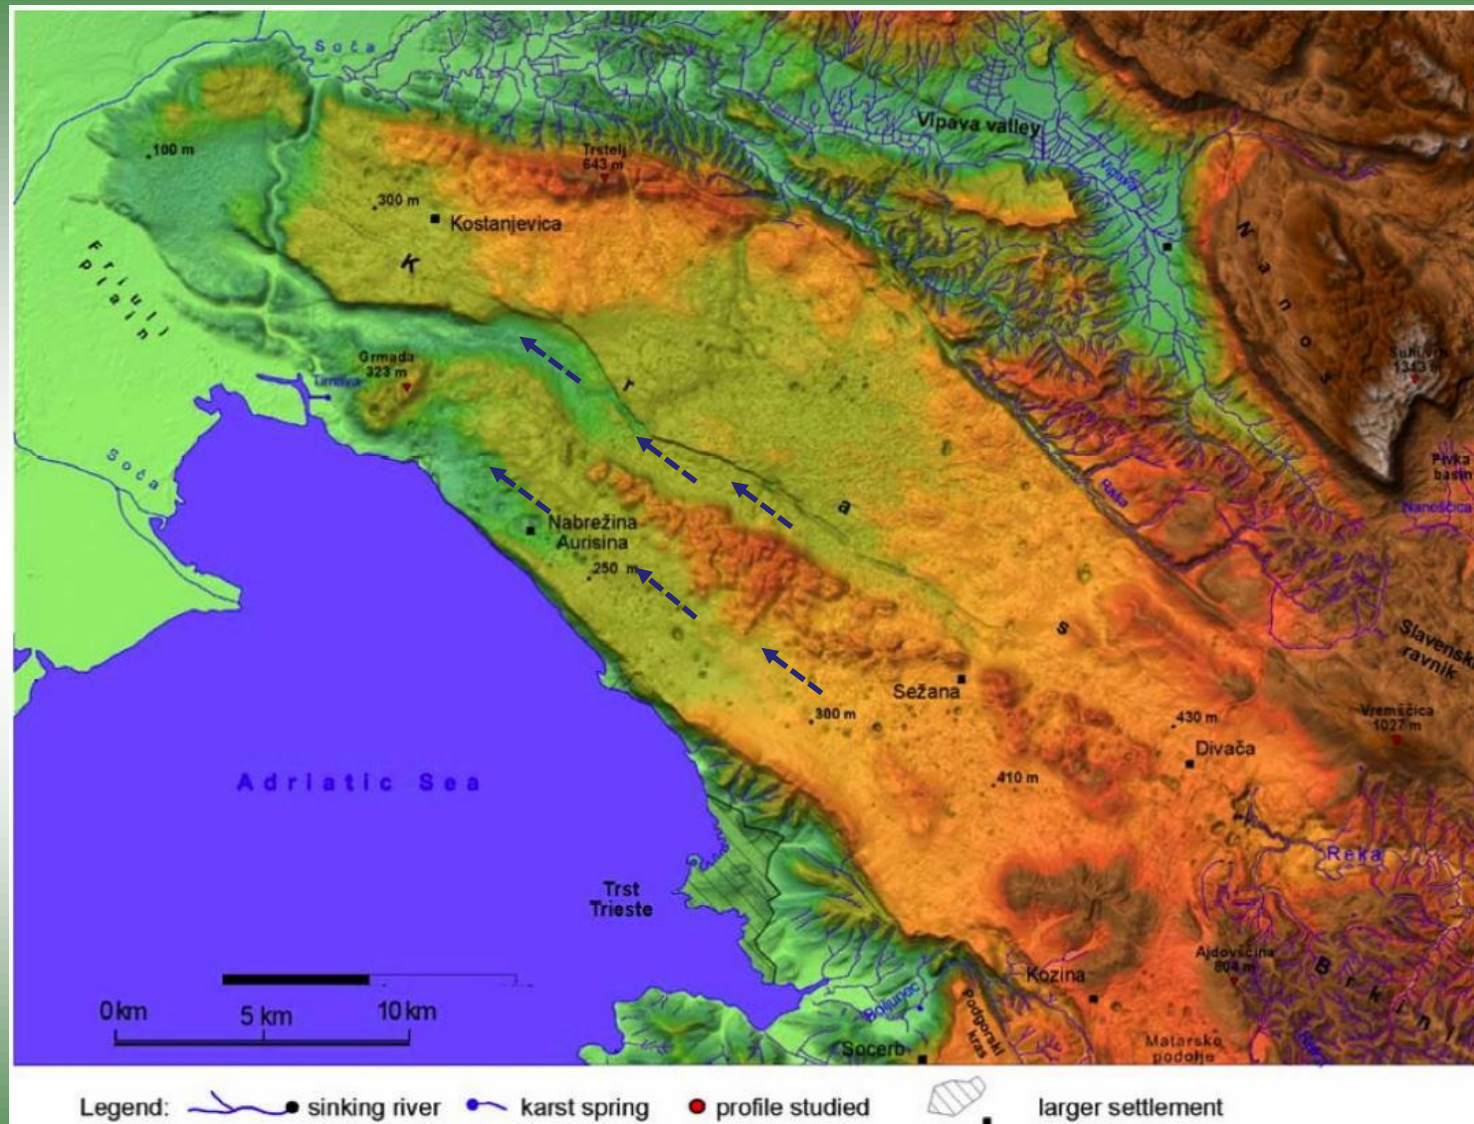 Soča
Vipava valley
Trstelj
643 m
100 m
Vipava
300 m
Kostanjevica
Nanos
K
Friuli
plain
Suhi vrh
1313 m
Grmada
323 m
Timava
r
Pivka
basin
Soča
Raša
Nanoščica
a
Nabrežina
Aurisina
250 m
s
Slavenski
ravnik
Sežana
300 m
430 m
Vremščica
1027 m
Divača
410 m
Adriatic Sea
Reka
Trst
Trieste
Ajdovščina
804 m
Kozina
Brkini
Boljunec
Podgorski
kras
0 km
5 km
10 km
Socerb
Matarsko
podolje
Legend:
sinking river
karst spring
profile studied
larger settlement